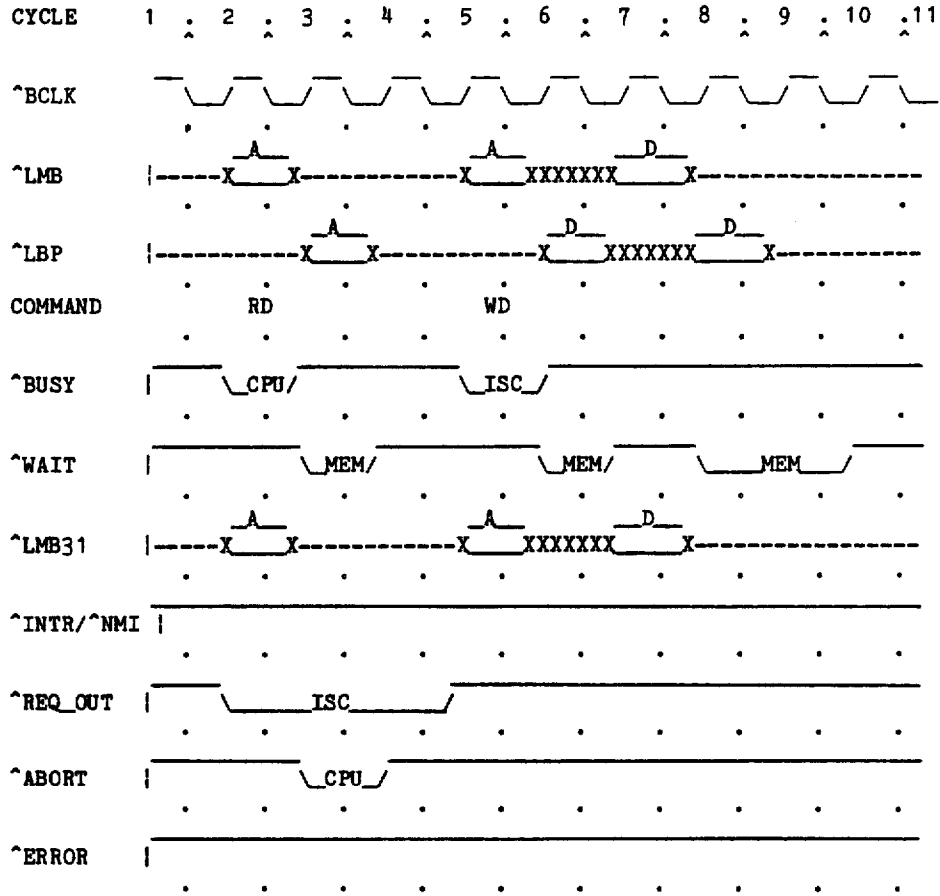 CYCLE 1 . 2 . 3 . 4 . 5 . 6 . 7 . 8 . 9 . 10 .11
^BCLK
A A D
^LMB
A D D
^LBP
COMMAND RD WD
^BUSY CPU ISC
^WAIT MEM MEM MEM
A A D
^LMB31
^INTR/^NMI
^REQ_OUT ISC
^ABORT CPU
^ERROR